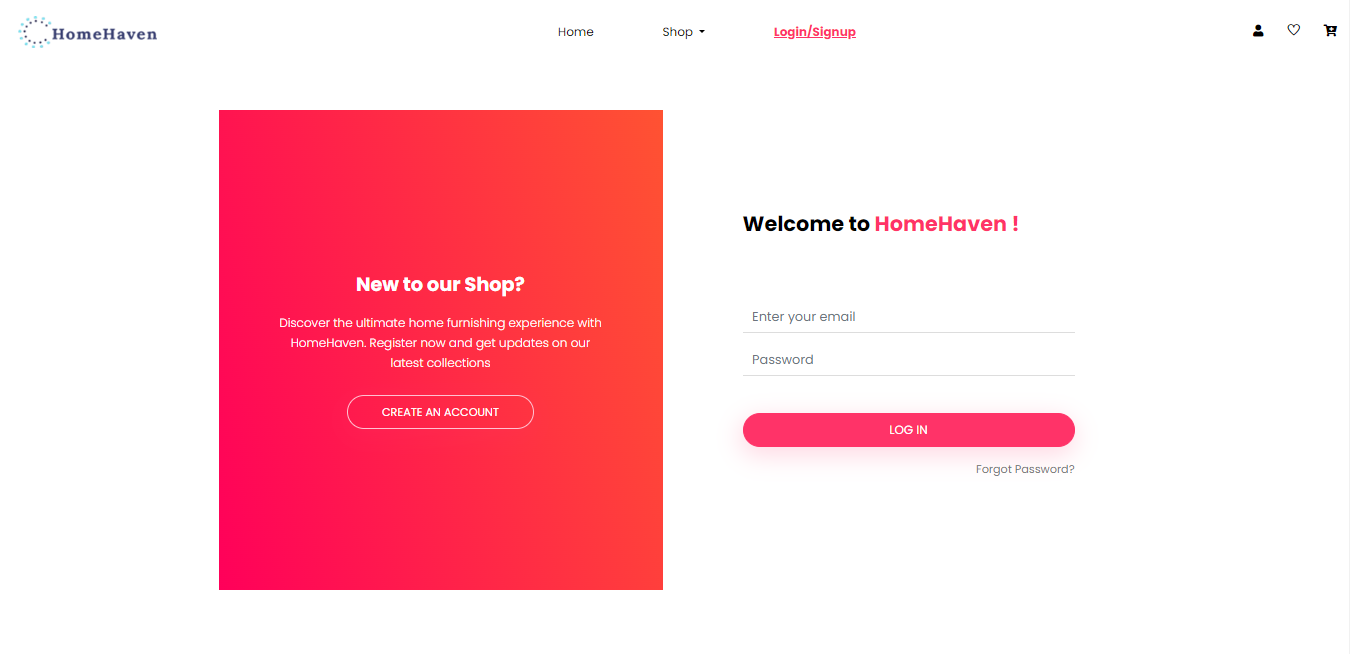 HomeHaven
Home
Shop
Login/Signup
New to our Shop?
Discover the ultimate home furnishing experience with
HomeHaven. Register now and get updates on our
latest collections
CREATE AN ACCOUNT
Welcome to HomeHaven !
Enter your email
Password
LOG IN
Forgot Password?